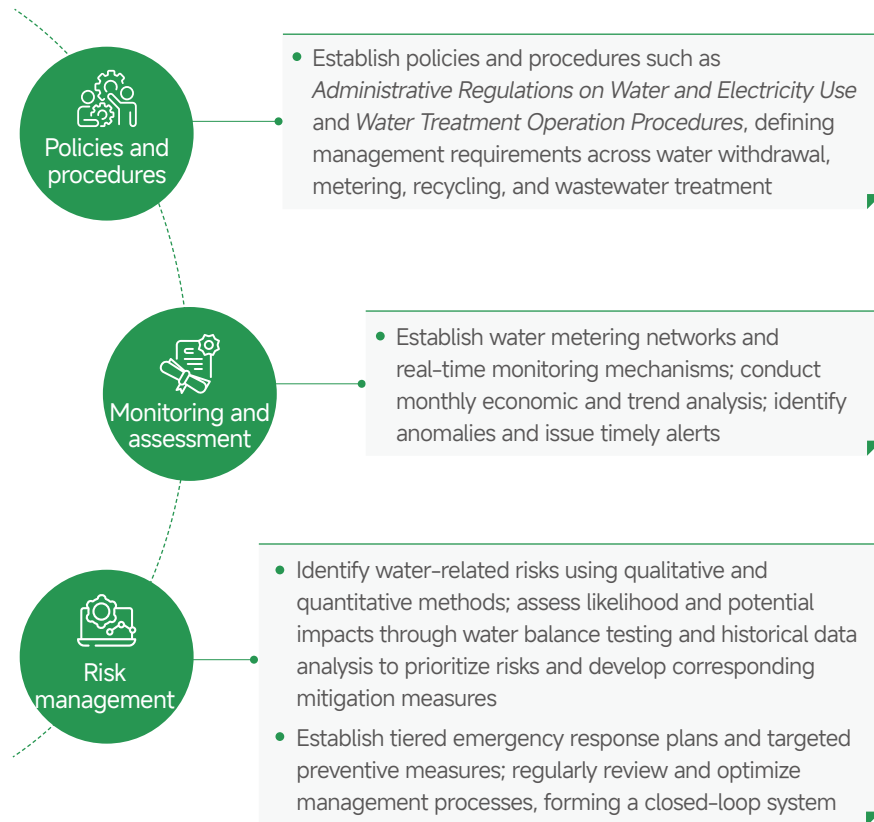 Policies and
procedures
• Establish policies and procedures such as
Administrative Regulations on Water and Electricity Use
and Water Treatment Operation Procedures, defining
management requirements across water withdrawal,
metering, recycling, and wastewater treatment
Monitoring and
assessment
• Establish water metering networks and
real-time monitoring mechanisms; conduct
monthly economic and trend analysis; identify
anomalies and issue timely alerts
Risk
management
• Identify water-related risks using qualitative and
quantitative methods; assess likelihood and potential
impacts through water balance testing and historical data
analysis to prioritize risks and develop corresponding
mitigation measures
• Establish tiered emergency response plans and targeted
preventive measures; regularly review and optimize
management processes, forming a closed-loop system